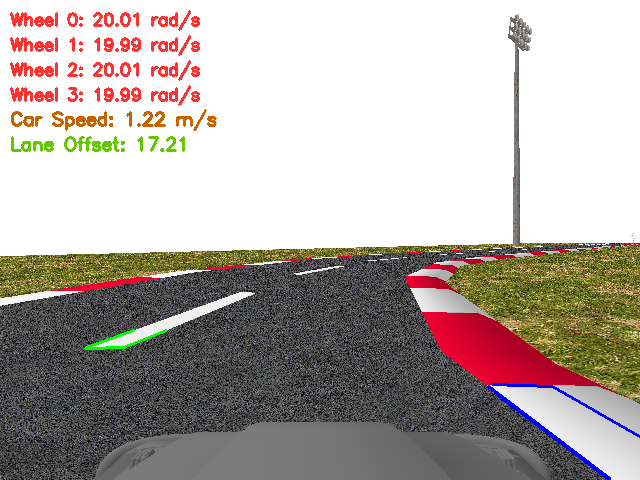 Wheel 0: 20.01 rad/s
Wheel 1: 19.99 rad/s
Wheel 2: 20.01 rad/s
Wheel 3: 19.99 rad/s
Car Speed: 1.22 m/s
Lane Offset: 17.21